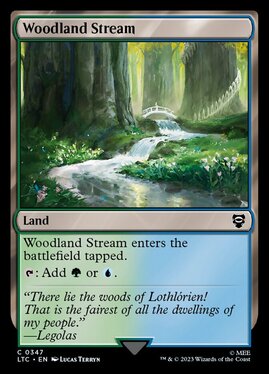 Woodland Stream
Land
Woodland Stream enters the
battlefield tapped.
: Add or .
"There lie the woods of Lothlórien!
That is the fairest of all the dwellings
of my people."
—Legolas
C 0347
LTC • EN Lucas Terryn
© MEE
™ & © 2023 Wizards of the Coast